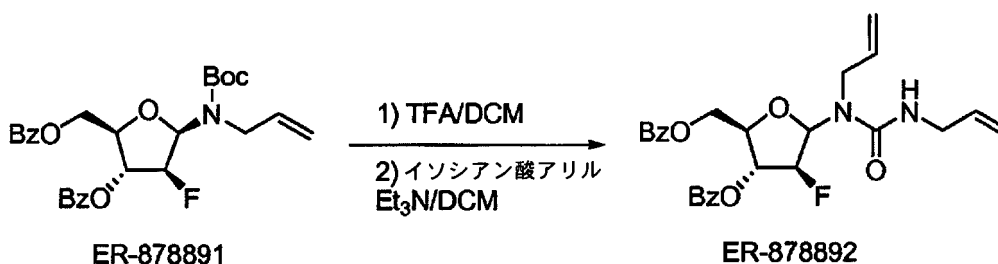 Boc
N
O
BzO
BzO
F
ER-878891
1) TFA/DCM
2) イソシアン酸アリル
Et₃N/DCM
O
N
H
N
O
BzO
BzO
F
ER-878892